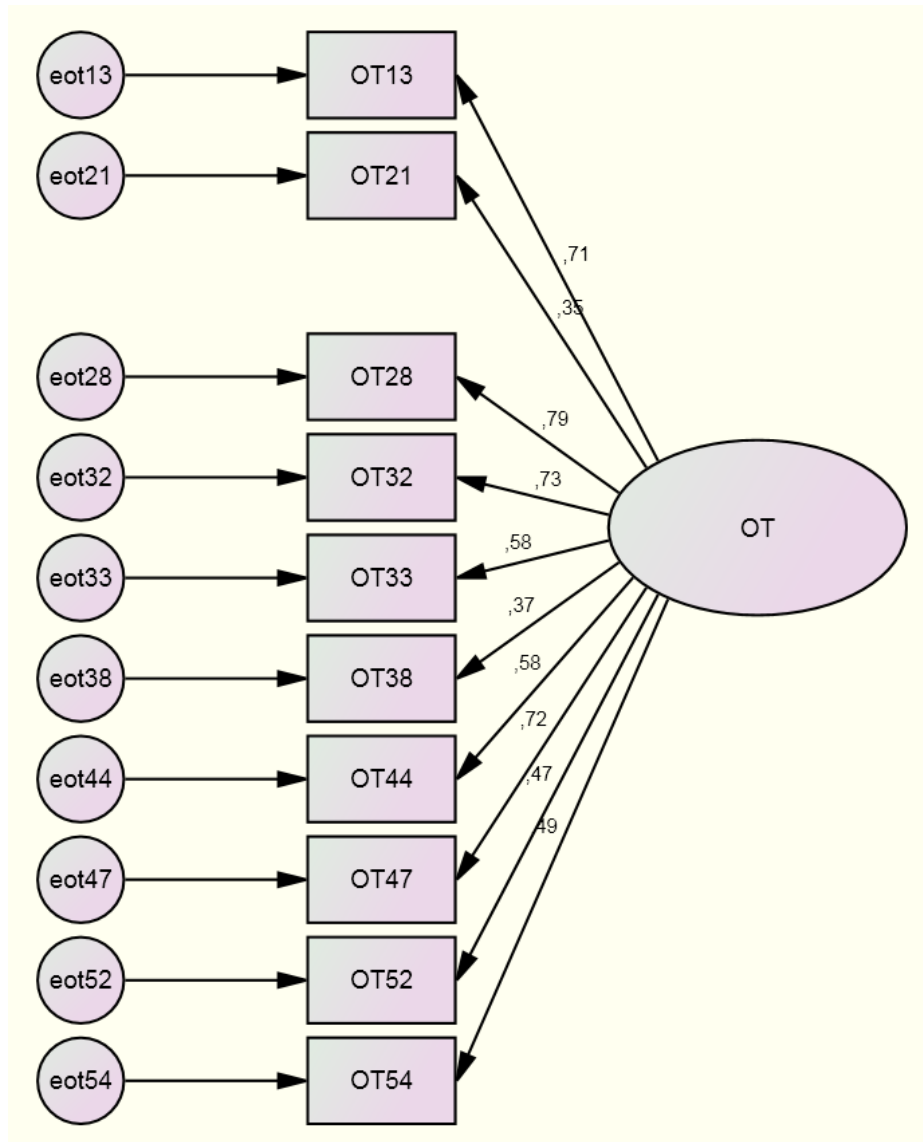 eot13 OT13
eot21 OT21
,71
,35
eot28 OT28
,79
eot32 OT32
,73
OT
,58
eot33 OT33
,37
eot38 OT38
,58
,72
eot44 OT44
,47
,49
eot47 OT47
eot52 OT52
eot54 OT54